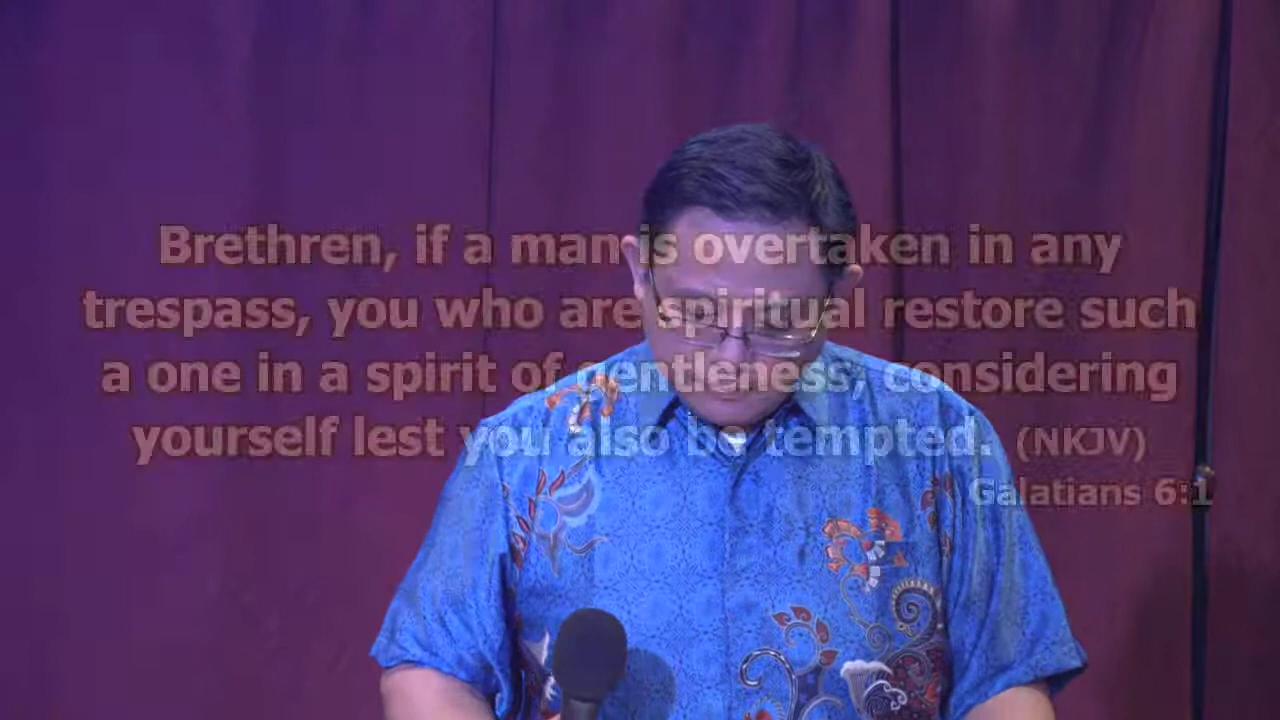 Brethren, if a man is overtaken in any
trespass, you who are spiritual restore such
a one in a spirit of gentleness, considering
yourself lest you also be tempted. (NKJV)
Galatians 6:1